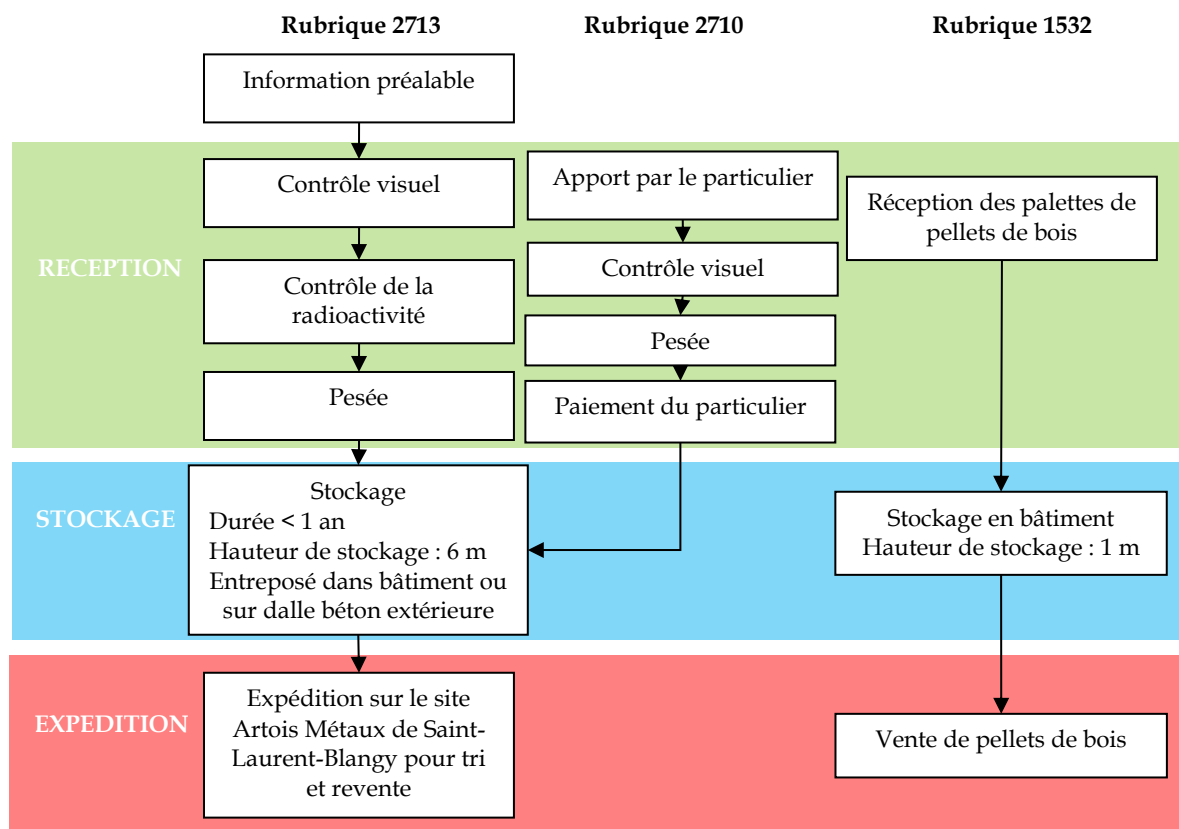 Rubrique 2713
Rubrique 2710
Rubrique 1532
Information préalable
RECEPTION
Contrôle visuel
Contrôle de la
radioactivité
Pesée
Apport par le particulier
Contrôle visuel
Pesée
Paiement du particulier
Réception des palettes de
pellets de bois
STOCKAGE
Stockage
Durée < 1 an
Hauteur de stockage : 6 m
Entreposé dans bâtiment ou
sur dalle béton extérieure
Stockage en bâtiment
Hauteur de stockage : 1 m
EXPEDITION
Expédition sur le site
Artois Métaux de Saint-
Laurent-Blangy pour tri
et revente
Vente de pellets de bois